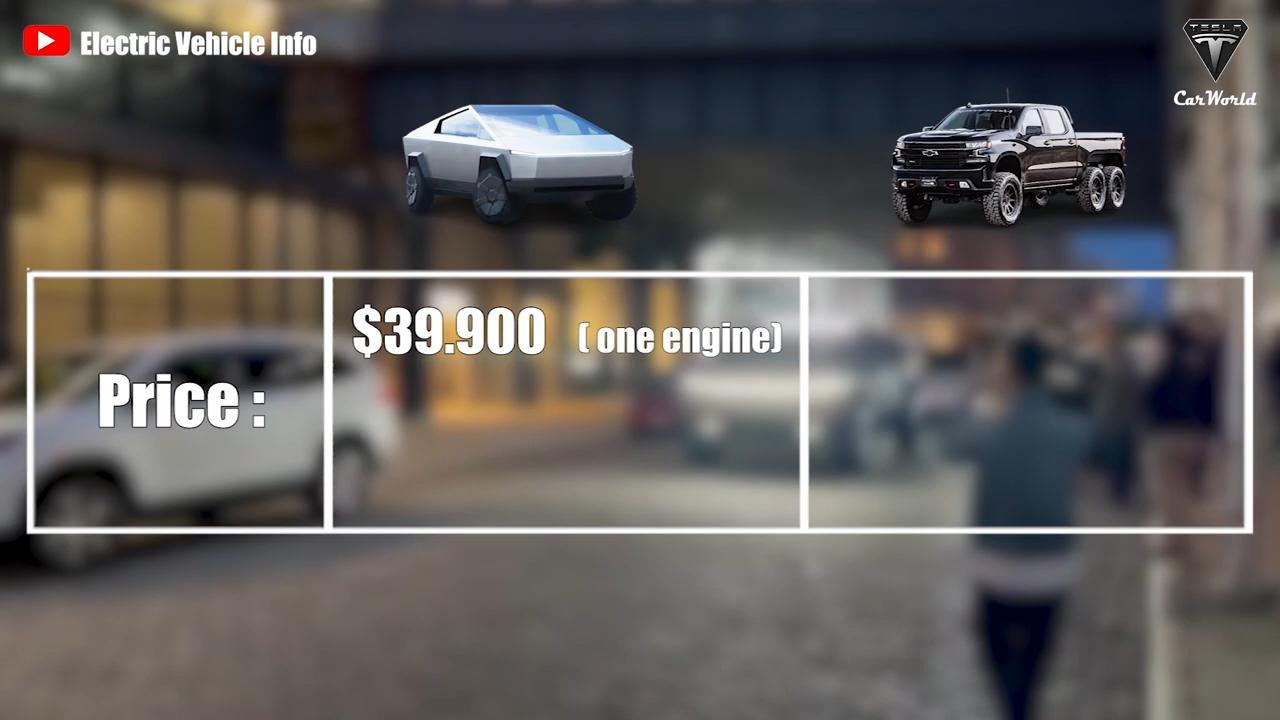 Electric Vehicle Info
TESLA
CarWorld
$39.900 ( one engine)
Price :